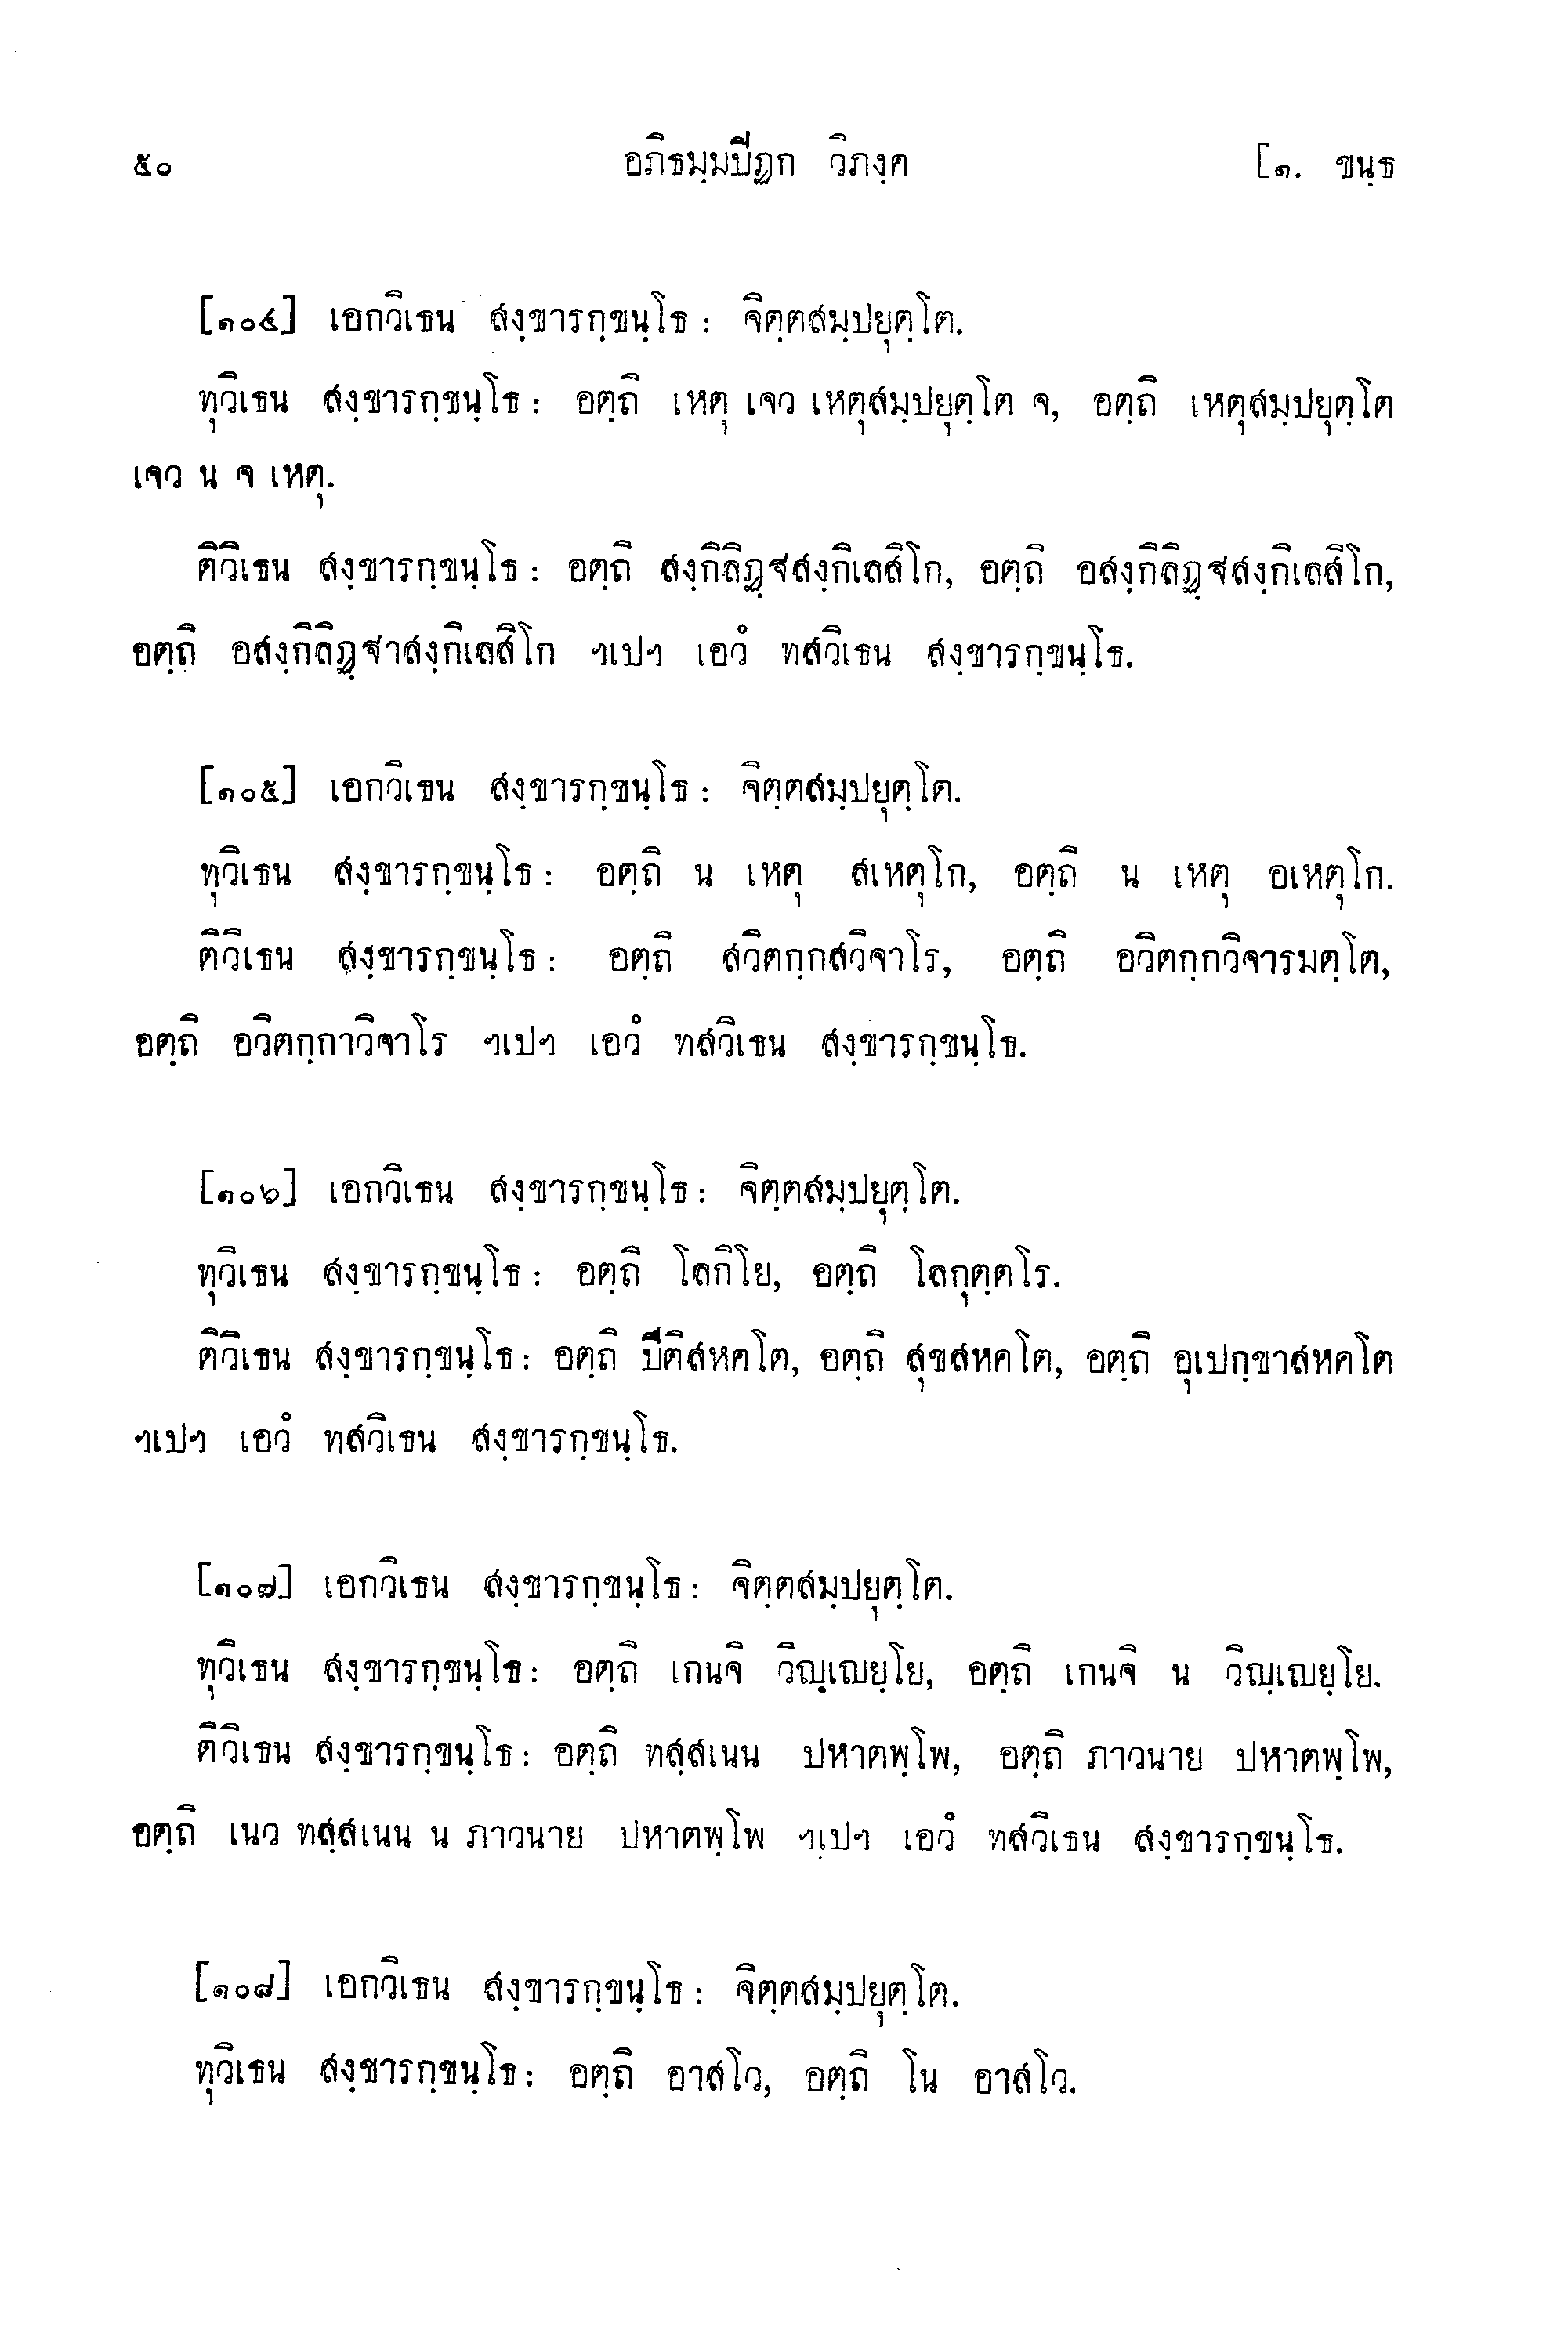 ๕๐ อภิธมฺมปิฏก วิภงฺค [๑. ขนฺธ
[๑๐๔] เอกวิเธน สงฺขารกฺขนฺโธ : จิตฺตสมฺปยุตฺโต.
ทุวิเธน สงฺขารกฺขนฺโธ : อตฺถิ เหตุ เจว เหตุสมฺปยุตฺโต จ, อตฺถิ เหตุสมฺปยุตฺโต
เจว น จ เหตุ.
ติวิเธน สงฺขารกฺขนฺโธ : อตฺถิ สงฺกิลิฏฺฐสงฺกิเลสิโก, อตฺถิ อสงฺกิลิฏฺฐสงฺกิเลสิโก,
อตฺถิ อสงฺกิลิฏฺฐาสงฺกิเลสิโก ฯเปฯ เอวํ ทสวิเธน สงฺขารกฺขนฺโธ.
[๑๐๕] เอกวิเธน สงฺขารกฺขนฺโธ : จิตฺตสมฺปยุตฺโต.
ทุวิเธน สงฺขารกฺขนฺโธ : อตฺถิ น เหตุ สเหตุโก, อตฺถิ น เหตุ อเหตุโก.
ติวิเธน สงฺขารกฺขนฺโธ : อตฺถิ สวิตกฺกสวิจาโร, อตฺถิ อวิตกฺกวิจารมตฺโต,
อตฺถิ อวิตกฺกาวิจาโร ฯเปฯ เอวํ ทสวิเธน สงฺขารกฺขนฺโธ.
[๑๐๖] เอกวิเธน สงฺขารกฺขนฺโธ : จิตฺตสมฺปยุตฺโต.
ทุวิเธน สงฺขารกฺขนฺโธ : อตฺถิ โลกิโย, อตฺถิ โลกุตฺตโร.
ติวิเธน สงฺขารกฺขนฺโธ : อตฺถิ ปีติสหคโต, อตฺถิ สุขสหคโต, อตฺถิ อุเปกฺขาสหคโต
ฯเปฯ เอวํ ทสวิเธน สงฺขารกฺขนฺโธ.
[๑๐๗] เอกวิเธน สงฺขารกฺขนฺโธ : จิตฺตสมฺปยุตฺโต.
ทุวิเธน สงฺขารกฺขนฺโธ : อตฺถิ เกนจิ วิญฺเญยฺโย, อตฺถิ เกนจิ น วิญฺเญยฺโย.
ติวิเธน สงฺขารกฺขนฺโธ : อตฺถิ ทสฺสเนน ปหาตพฺโพ, อตฺถิ ภาวนาย ปหาตพฺโพ,
อตฺถิ เนว ทสฺสเนน น ภาวนาย ปหาตพฺโพ ฯเปฯ เอวํ ทสวิเธน สงฺขารกฺขนฺโธ.
[๑๐๘] เอกวิเธน สงฺขารกฺขนฺโธ : จิตฺตสมฺปยุตฺโต.
ทุวิเธน สงฺขารกฺขนฺโธ : อตฺถิ อาสโว, อตฺถิ โน อาสโว.